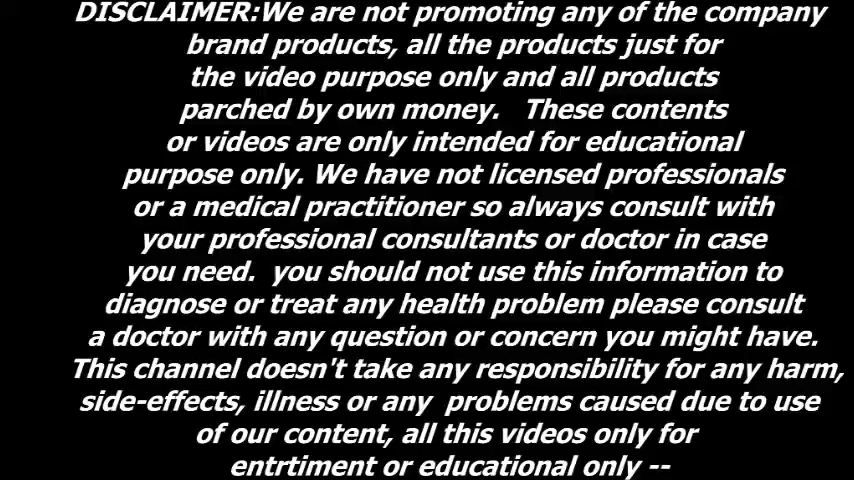 DISCLAIMER:We are not promoting any of the company
brand products, all the products just for
the video purpose only and all products
parched by own money.   These contents
or videos are only intended for educational
purpose only. We have not licensed professionals
or a medical practitioner so always consult with
your professional consultants or doctor in case
you need.  you should not use this information to
diagnose or treat any health problem please consult
a doctor with any question or concern you might have.
This channel doesn't take any responsibility for any harm,
side-effects, illness or any  problems caused due to use
of our content, all this videos only for
entrtiment or educational only --